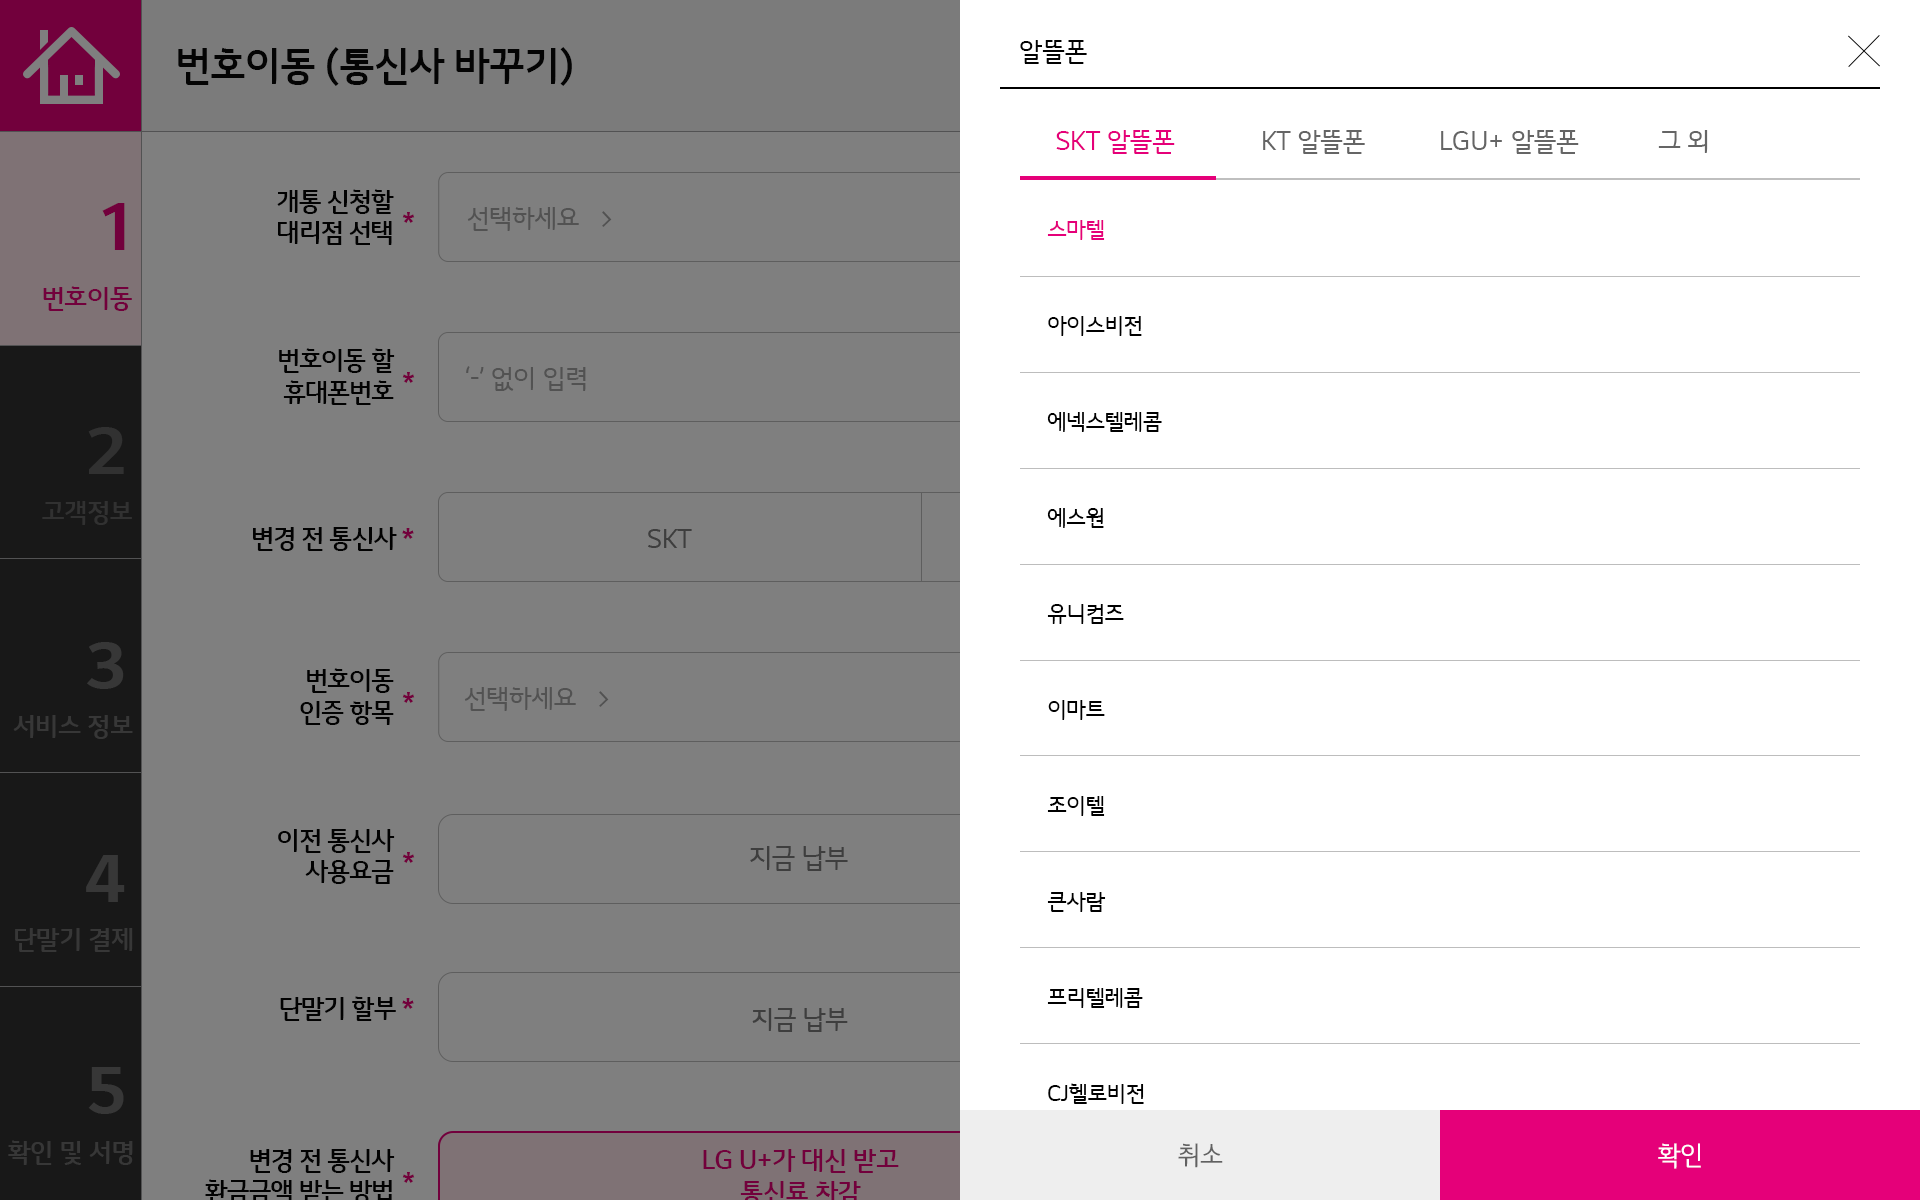 번호이동 (통신사 바꾸기)
1
번호이동
2
고객정보
3
서비스 정보
4
단말기 결제
5
확인 및 서명
개통 신청할
대리점 선택 *
선택하세요 >
번호이동 할
휴대폰번호 *
‘-’ 없이 입력
변경 전 통신사 *
SKT
번호이동
인증 항목 *
선택하세요 >
이전 통신사
사용요금 *
지금 납부
단말기 할부 *
지금 납부
변경 전 통신사
환급금액 받는 방법 *
LG U+가 대신 받고
통신료 차감
알뜰폰
SKT 알뜰폰
KT 알뜰폰
LGU+ 알뜰폰
그 외
스마텔
아이스비전
에넥스텔레콤
에스원
유니컴즈
이마트
조이텔
큰사람
프리텔레콤
CJ헬로비전
취소
확인